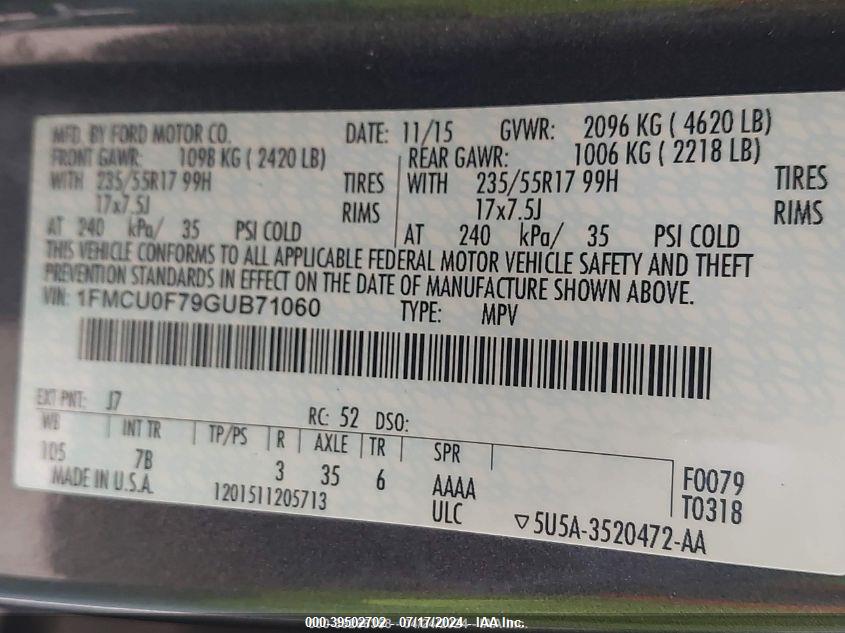 MFD. BY FORD MOTOR CO. DATE: 11/15 GVWR: 2096 KG ( 4620 LB)
FRONT GAWR: 1098 KG ( 2420 LB) REAR GAWR: 1006 KG ( 2218 LB)
WITH 235/55R17 99H TIRES WITH 235/55R17 99H TIRES
17x7.5J RIMS 17x7.5J RIMS
AT 240 kPa/ 35 PSI COLD AT 240 kPa/ 35 PSI COLD
THIS VEHICLE CONFORMS TO ALL APPLICABLE FEDERAL MOTOR VEHICLE SAFETY AND THEFT
PREVENTION STANDARDS IN EFFECT ON THE DATE OF MANUFACTURE SHOWN ABOVE.
VIN: 1FMCU0F79GUB71060 TYPE: MPV
EXT PNT: J7 RC: 52 DSO:
WB INT TR TP/PS R AXLE TR SPR
105 7B 3 35 6 AAAA F0079
MADE IN U.S.A. 1201511205713 ULC T0318
▽5U5A-3520472-AA
000-39502702 07/17/2024 IAA Inc.